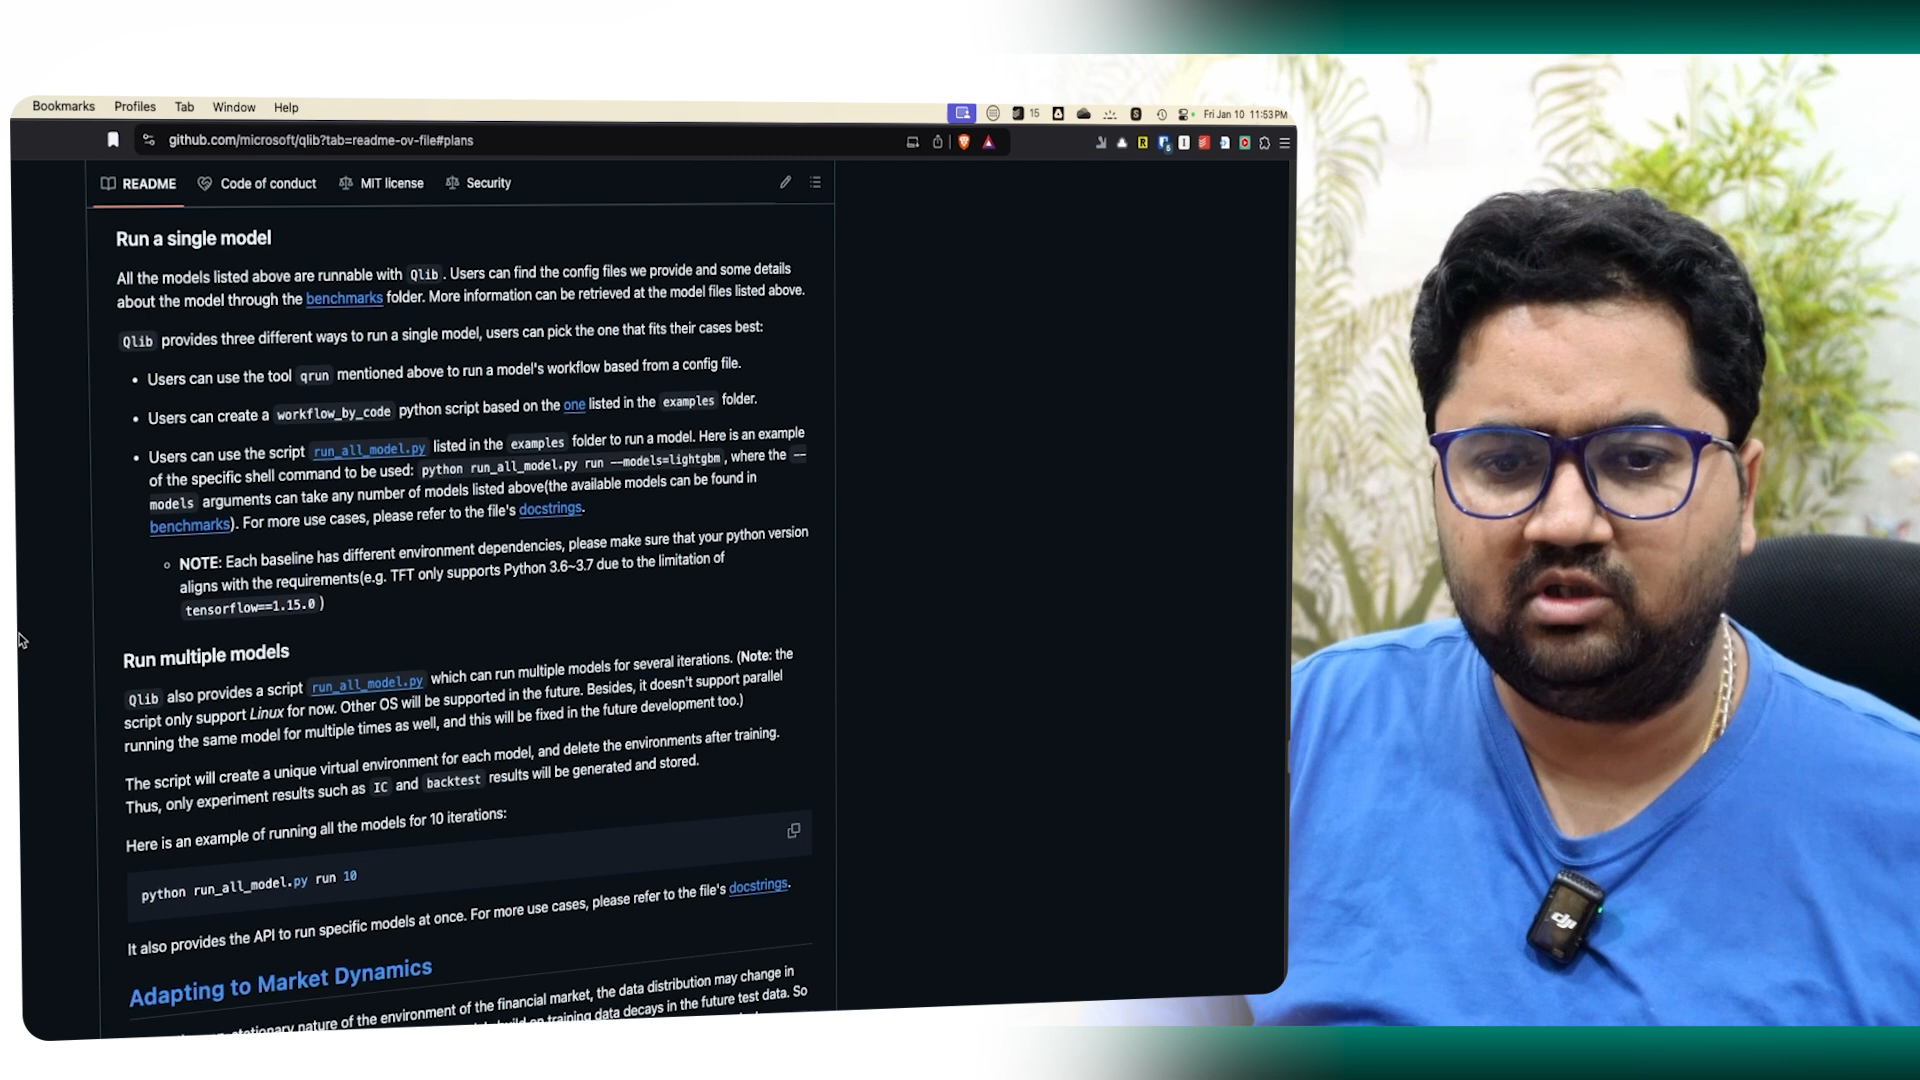 Bookmarks Profiles Tab Window Help
15 Fri Jan 10 11:53 PM
github.com/microsoft/qlib?tab=readme-ov-file#plans
README Code of conduct MIT license Security
Run a single model
All the models listed above are runnable with Qlib. Users can find the config files we provide and some details
about the model through the benchmarks folder. More information can be retrieved at the model files listed above.
Qlib provides three different ways to run a single model, users can pick the one that fits their cases best:
• Users can use the tool qrun mentioned above to run a model's workflow based from a config file.
• Users can create a workflow_by_code python script based on the one listed in the examples folder.
• Users can use the script run_all_model.py listed in the examples folder to run a model. Here is an example
of the specific shell command to be used: python run_all_model.py run --models=lightgbm, where the --
models arguments can take any number of models listed above(the available models can be found in
benchmarks). For more use cases, please refer to the file's docstrings.
NOTE: Each baseline has different environment dependencies, please make sure that your python version
aligns with the requirements(e.g. TFT only supports Python 3.6~3.7 due to the limitation of
tensorflow==1.15.0)
Run multiple models
Qlib also provides a script run_all_model.py which can run multiple models for several iterations. (Note: the
script only support Linux for now. Other OS will be supported in the future. Besides, it doesn't support parallel
running the same model for multiple times as well, and this will be fixed in the future development too.)
The script will create a unique virtual environment for each model, and delete the environments after training.
Thus, only experiment results such as IC and backtest results will be generated and stored.
Here is an example of running all the models for 10 iterations:
python run_all_model.py run 10
It also provides the API to run specific models at once. For more use cases, please refer to the file's docstrings.
Adapting to Market Dynamics
nature of the environment of the financial market, the data distribution may change in
training data decays in the future test data. So
dji